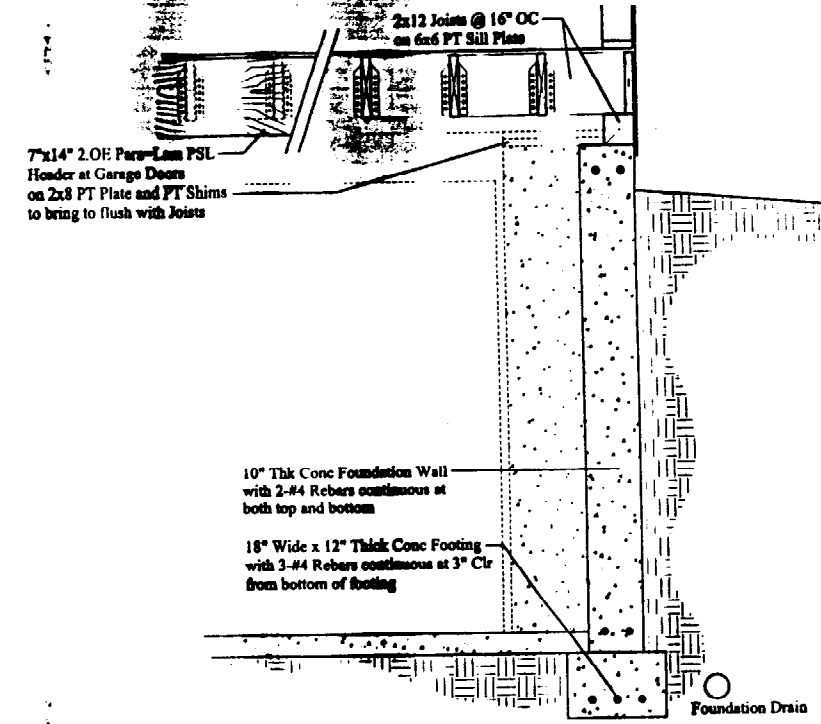 2x12 Joists @ 16" OC
on 6x6 PT Sill Plate
7"x14" 2.0E Para-Lam PSL
Header at Garage Doors
on 2x8 PT Plate and PT Shims
to bring to flush with Joists
10" Thk Conc Foundation Wall
with 2-#4 Rebars continuous at
both top and bottom
18" Wide x 12" Thick Conc Footing
with 3-#4 Rebars continuous at 3" Clr
from bottom of footing
Foundation Drain